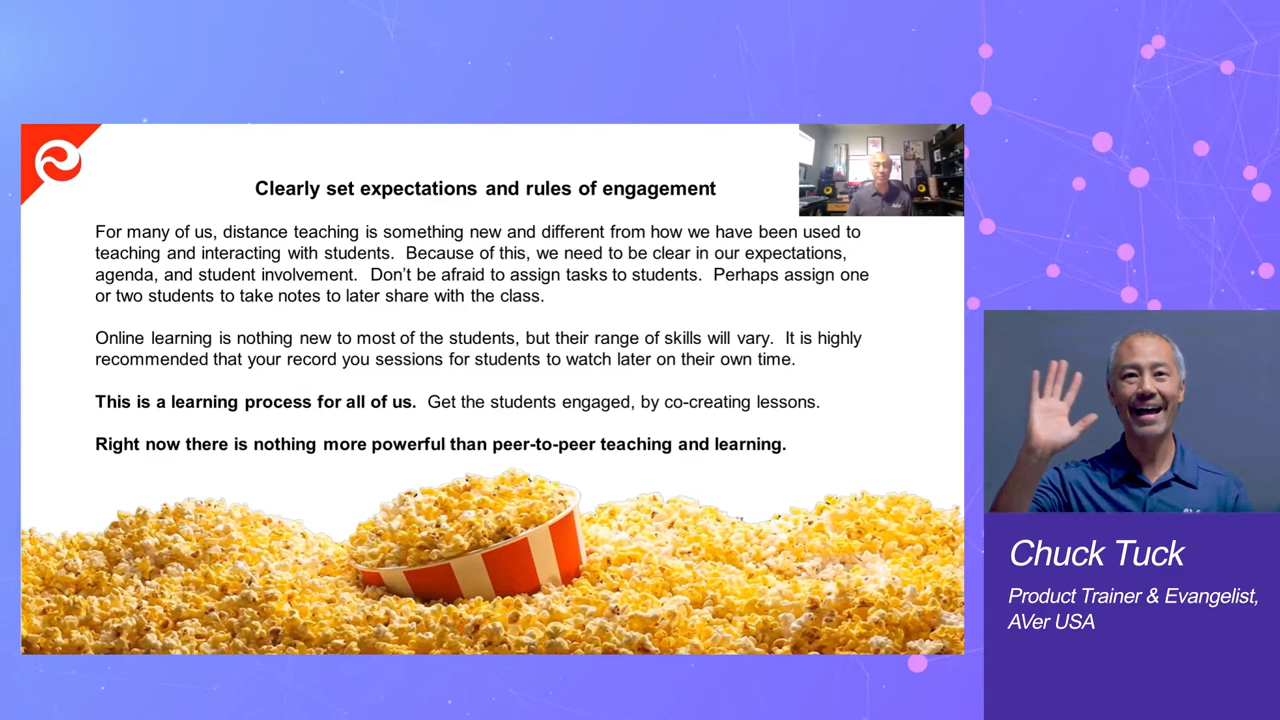 Clearly set expectations and rules of engagement
For many of us, distance teaching is something new and different from how we have been used to
teaching and interacting with students. Because of this, we need to be clear in our expectations,
agenda, and student involvement. Don't be afraid to assign tasks to students. Perhaps assign one
or two students to take notes to later share with the class.
Online learning is nothing new to most of the students, but their range of skills will vary. It is highly
recommended that your record you sessions for students to watch later on their own time.
This is a learning process for all of us. Get the students engaged, by co-creating lessons.
Right now there is nothing more powerful than peer-to-peer teaching and learning.
Chuck Tuck
Product Trainer & Evangelist,
AVer USA